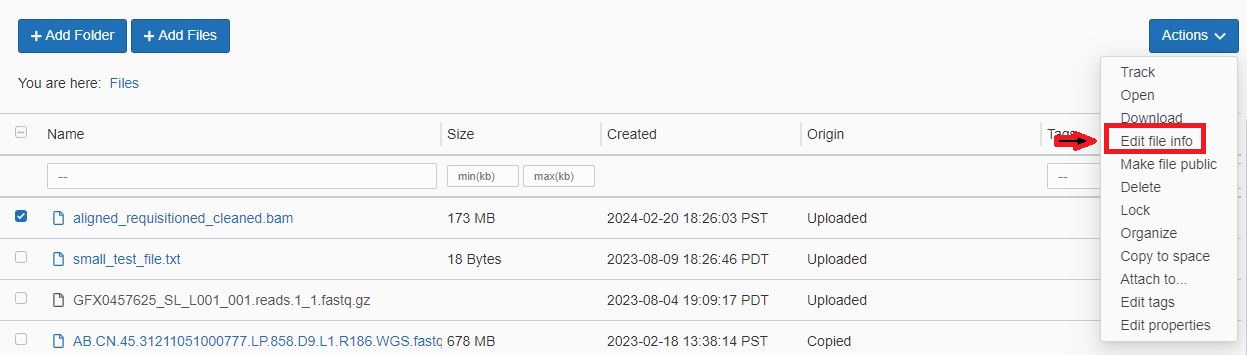 + Add Folder + Add Files Actions
Track
Open
You are here: Files
Download
Name Size Created Origin Tags
Edit file info
Make file public
-- min(kb) max(kb) --
Delete
Lock
aligned_requisitioned_cleaned.bam 173 MB 2024-02-20 18:26:03 PST Uploaded
Organize
Copy to space
small_test_file.txt 18 Bytes 2023-08-09 18:26:46 PDT Uploaded
Attach to...
GFX0457625_SL_L001_001.reads.1_1.fastq.gz 2023-08-04 19:09:17 PDT Uploaded
Edit tags
Edit properties
AB.CN.45.31211051000777.LP.858.D9.L1.R186.WGS.fastq 678 MB 2023-02-18 13:38:14 PST Copied